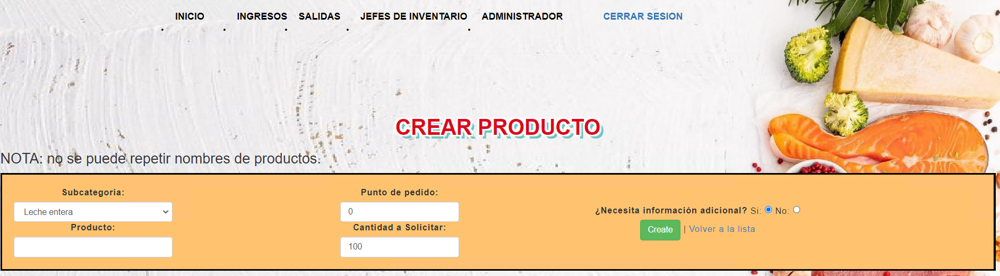 INICIO INGRESOS SALIDAS JEFES DE INVENTARIO ADMINISTRADOR CERRAR SESION
CREAR PRODUCTO
NOTA: no se puede repetir nombres de productos.
Subcategoria:
Leche entera
Producto:
Punto de pedido:
0
Cantidad a Solicitar:
100
¿Necesita información adicional? Si: No:
Create | Volver a la lista